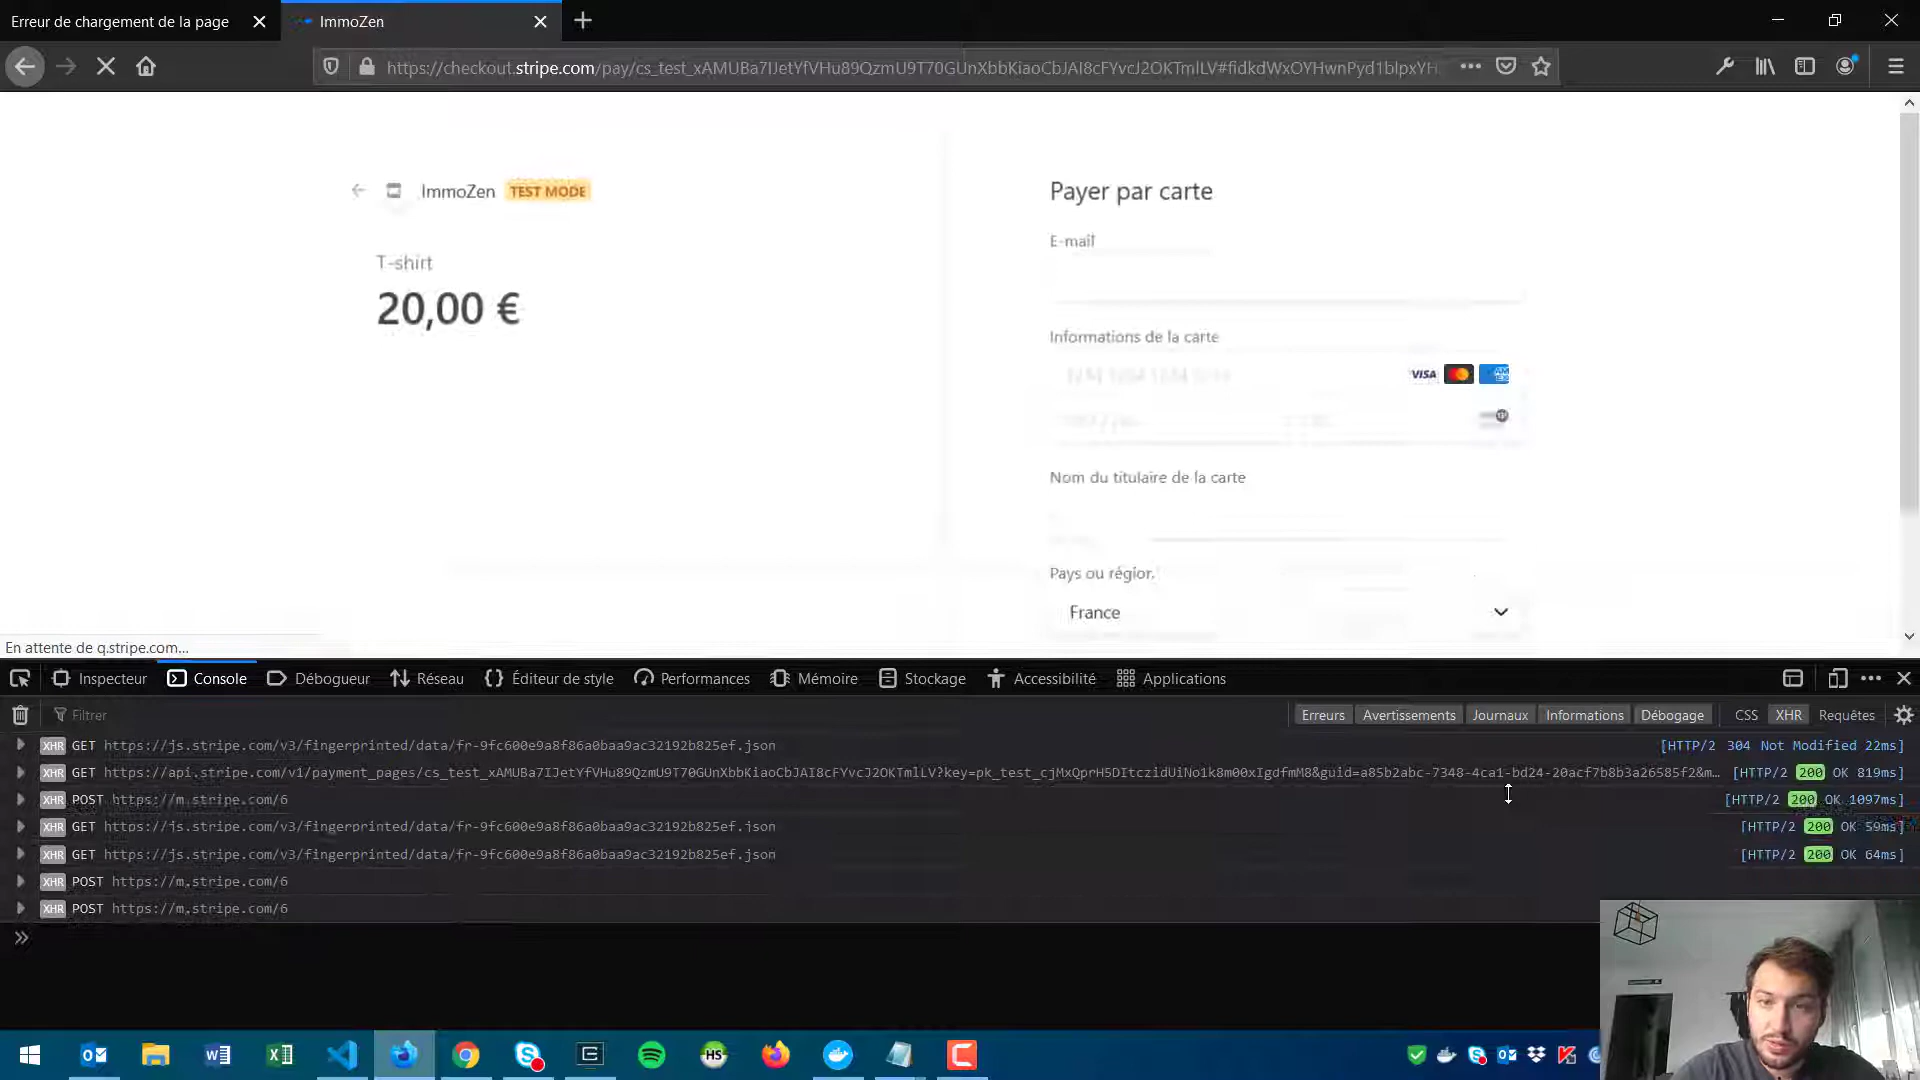 Erreur de chargement de la page
ImmoZen
https://checkout.stripe.com/pay/cs_test_xAMUBa7IJetYfVHu89QzmU9T70GUnXbbKiaoCbJAI8cFYvcJ2OKTmlLV#fidkdWxOYHwnPyd1blpxYH
ImmoZen TEST MODE
T-shirt
20,00 €
Payer par carte
E-mail
Informations de la carte
VISA
Nom du titulaire de la carte
Pays ou région
France
En attente de q.stripe.com...
Inspecteur Console Débogueur Réseau Éditeur de style Performances Mémoire Stockage Accessibilité Applications
Filtrer Erreurs Avertissements Journaux Informations Débogage CSS XHR Requêtes
XHR GET https://js.stripe.com/v3/fingerprinted/data/fr-9fc600e9a8f86a0baa9ac32192b825ef.json [HTTP/2 304 Not Modified 22ms]
XHR GET https://api.stripe.com/v1/payment_pages/cs_test_xAMUBa7IJetYfVHu89QzmU9T70GUnXbbKiaoCbJAI8cFYvcJ2OKTmlLV?key=pk_test_cjMxQprH5DItczidUiNo1k8m00xIgdfmM8&guid=a85b2abc-7348-4ca1-bd24-20acf7b8b3a26585f2&m… [HTTP/2 200 OK 819ms]
XHR POST https://m.stripe.com/6 [HTTP/2 200 OK 1097ms]
XHR GET https://js.stripe.com/v3/fingerprinted/data/fr-9fc600e9a8f86a0baa9ac32192b825ef.json [HTTP/2 200 OK 59ms]
XHR GET https://js.stripe.com/v3/fingerprinted/data/fr-9fc600e9a8f86a0baa9ac32192b825ef.json [HTTP/2 200 OK 64ms]
XHR POST https://m.stripe.com/6
XHR POST https://m.stripe.com/6